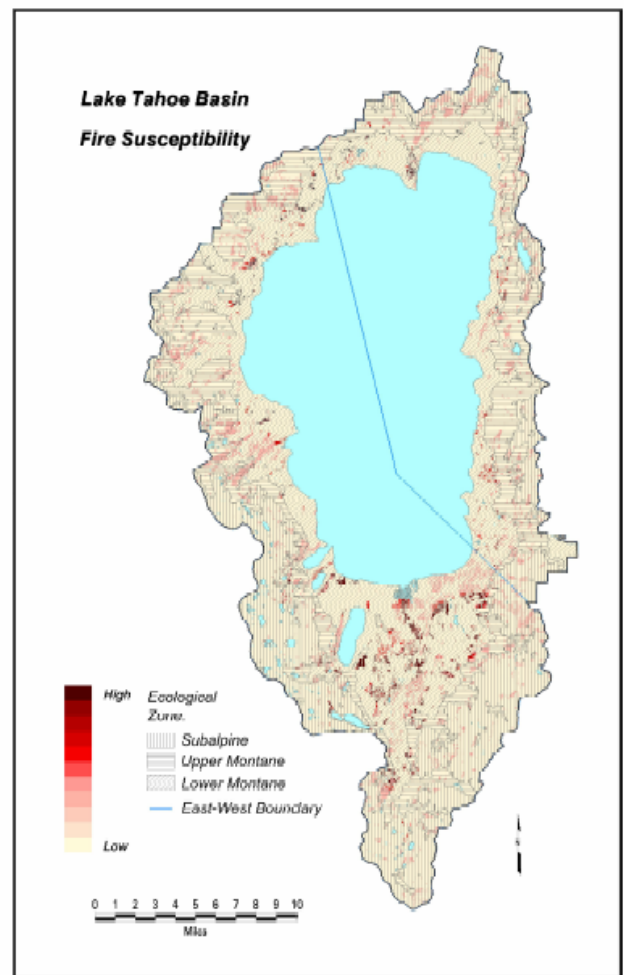 Lake Tahoe Basin
Fire Susceptibility
High
Ecological
Zone.
Subalpine
Upper Montane
Lower Montane
East-West Boundary
Low
0 1 2 3 4 5 6 7 8 9 10
Miles